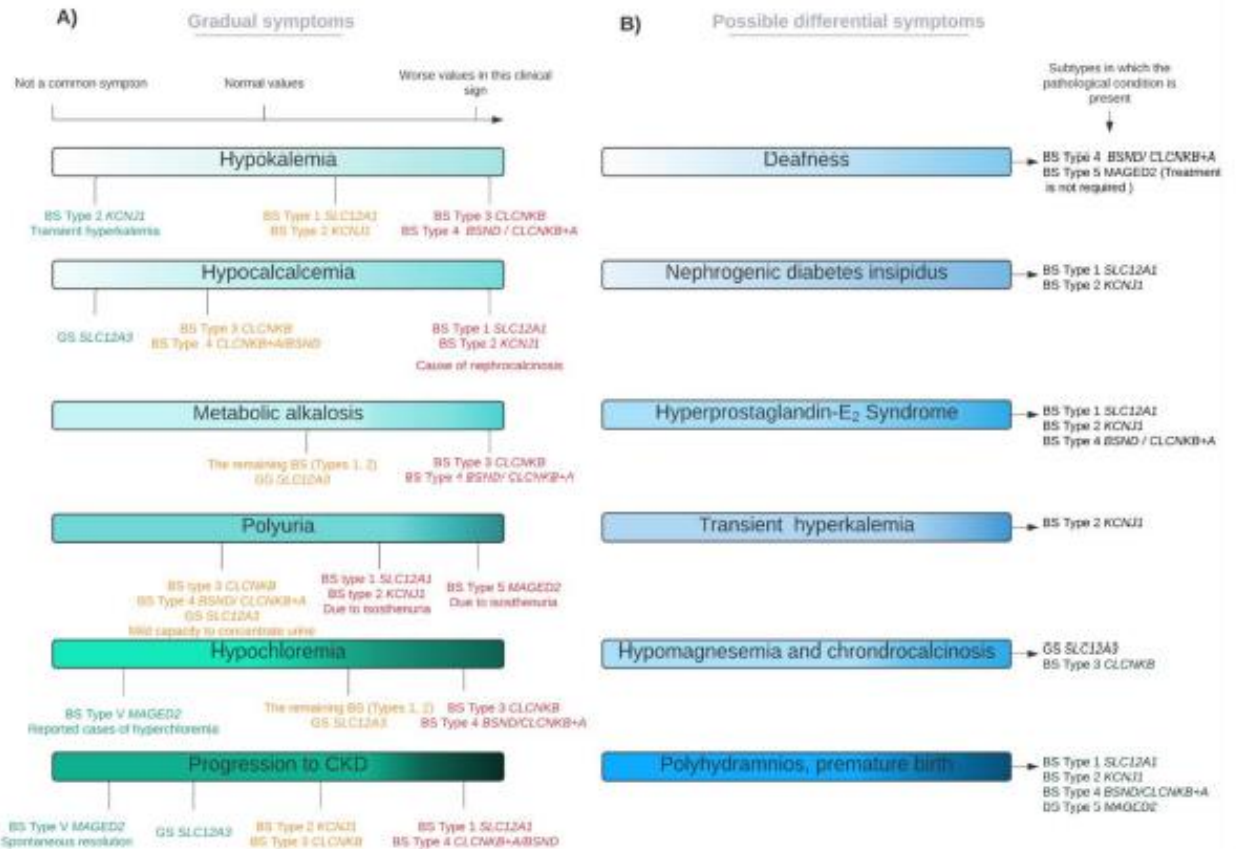 A)
Gradual symptoms
Not a common sympton
Normal values
Worse values in this clinical
sign
Hypokalemia
BS Type 2 KCNJ1
Transient hyperkalemia
BS Type 1 SLC12A1
BS Type 2 KCNJ1
BS Type 3 CLCNKB
BS Type 4 BSND / CLCNKB+A
Hypocalcalcemia
GS SLC12A3
BS Type 3 CLCNKB
BS Type 4 CLCNKB+A/BSND
BS Type 1 SLC12A1
BS Type 2 KCNJ1
Cause of nephrocalcinosis
Metabolic alkalosis
The remaining BS (Types 1, 2)
GS SLC12A3
BS Type 3 CLCNKB
BS Type 4 BSND/ CLCNKB+A
Polyuria
BS type 3 CLCNKB
BS Type 4 BSND/ CLCNKB+A
GS SLC12A3
Mild capacity to concentrate urine
BS type 1 SLC12A1
BS type 2 KCNJ1
Due to isosthenuria
BS Type 5 MAGED2
Due to isosthenuria
Hypochloremia
BS Type V MAGED2
Reported cases of hyperchloremia
The remaining BS (Types 1, 2)
GS SLC12A3
BS Type 3 CLCNKB
BS Type 4 BSND/CLCNKB+A
Progression to CKD
BS Type V MAGED2
Spontaneous resolution
GS SLC12A3
BS Type 2 KCNJ1
BS Type 3 CLCNKB
BS Type 1 SLC12A1
BS Type 4 CLCNKB+A/BSND
B)
Possible differential symptoms
Subtypes in which the
pathological condition is
present
Deafness
BS Type 4 BSND/ CLCNKB+A
BS Type 5 MAGED2 (Treatment
is not required )
Nephrogenic diabetes insipidus
BS Type 1 SLC12A1
BS Type 2 KCNJ1
Hyperprostaglandin-E₂ Syndrome
BS Type 1 SLC12A1
BS Type 2 KCNJ1
BS Type 4 BSND / CLCNKB+A
Transient hyperkalemia
BS Type 2 KCNJ1
Hypomagnesemia and chrondrocalcinosis
GS SLC12A3
BS Type 3 CLCNKB
Polyhydramnios, premature birth
BS Type 1 SLC12A1
BS Type 2 KCNJ1
BS Type 4 BSND/CLCNKB+A
BS Type 5 MAGED2